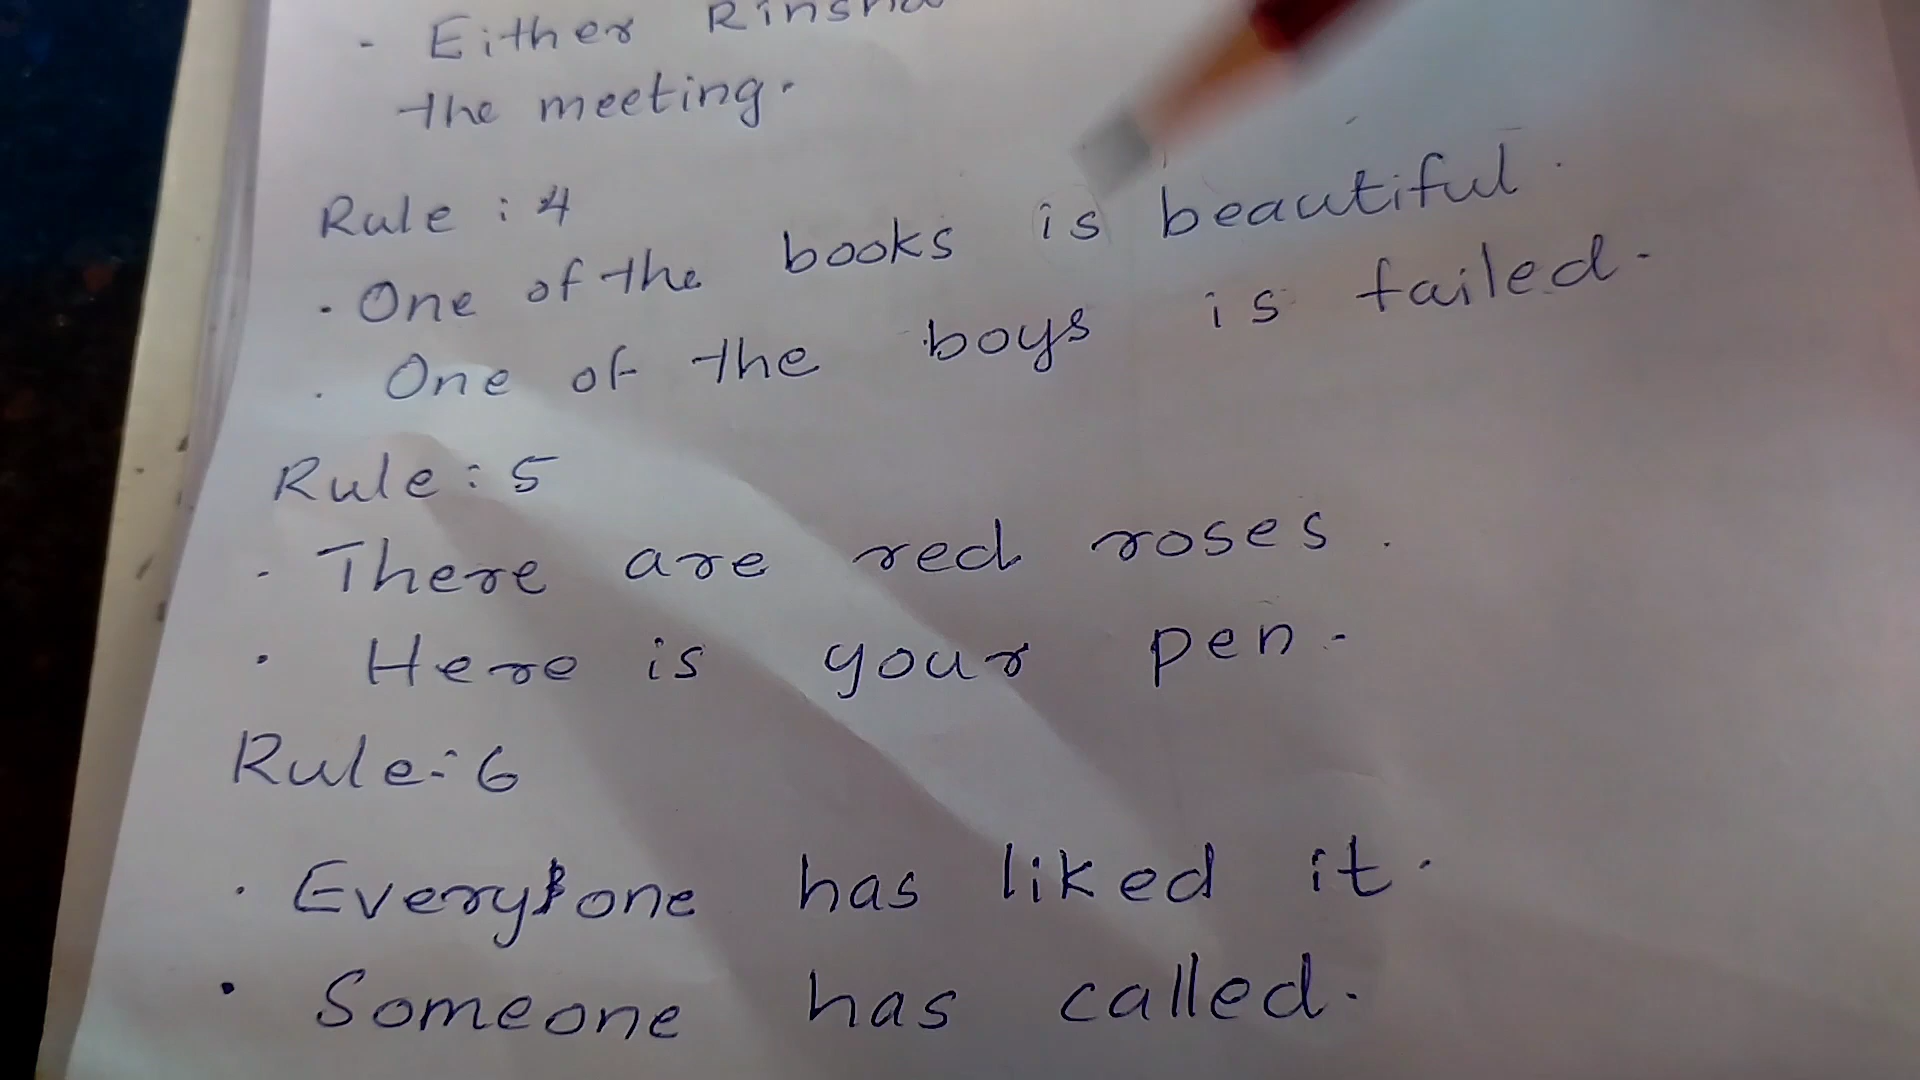 - Either Rinsha
the meeting.
Rule : 4
. One of the books is beautiful.
. One of the boys is failed.
Rule : 5
- There are red roses.
. Here is your pen.
Rule: 6
. Everyone has liked it.
. Someone has called.